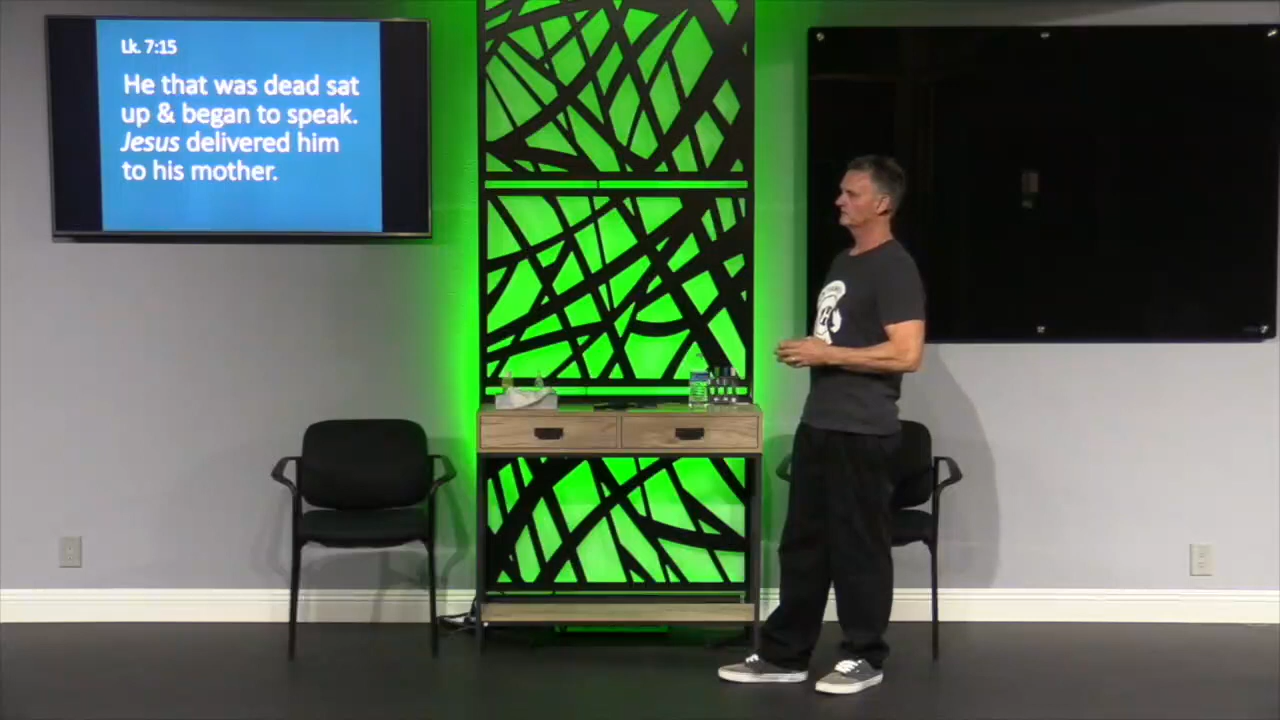 Lk. 7:15
He that was dead sat
up & began to speak.
Jesus delivered him
to his mother.